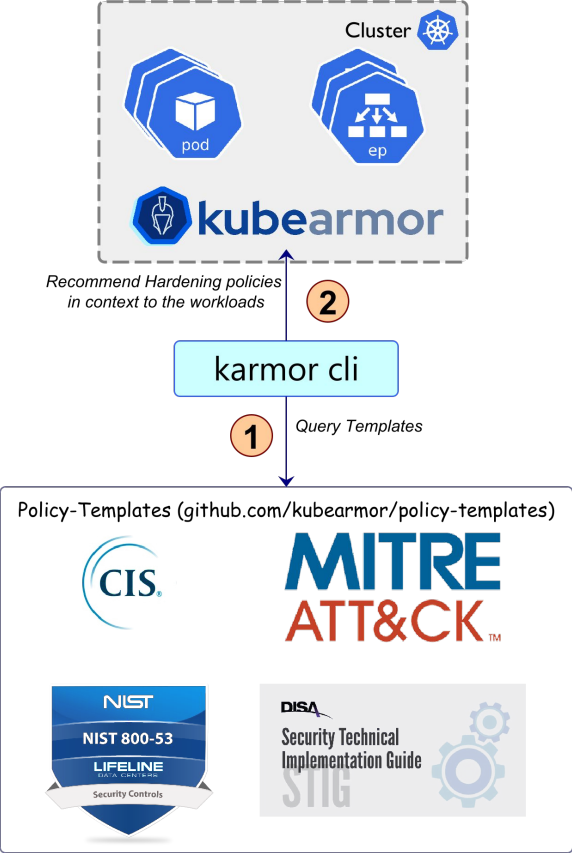 Cluster
pod
ep
kubearmor
Recommend Hardening policies
in context to the workloads
2
karmor cli
1
Query Templates
Policy-Templates (github.com/kubearmor/policy-templates)
CIS®
MITRE
ATT&CK™
NIST
NIST 800-53
LIFELINE
DATA CENTERS
Security Controls
DISA
Security Technical
Implementation Guide
STIG